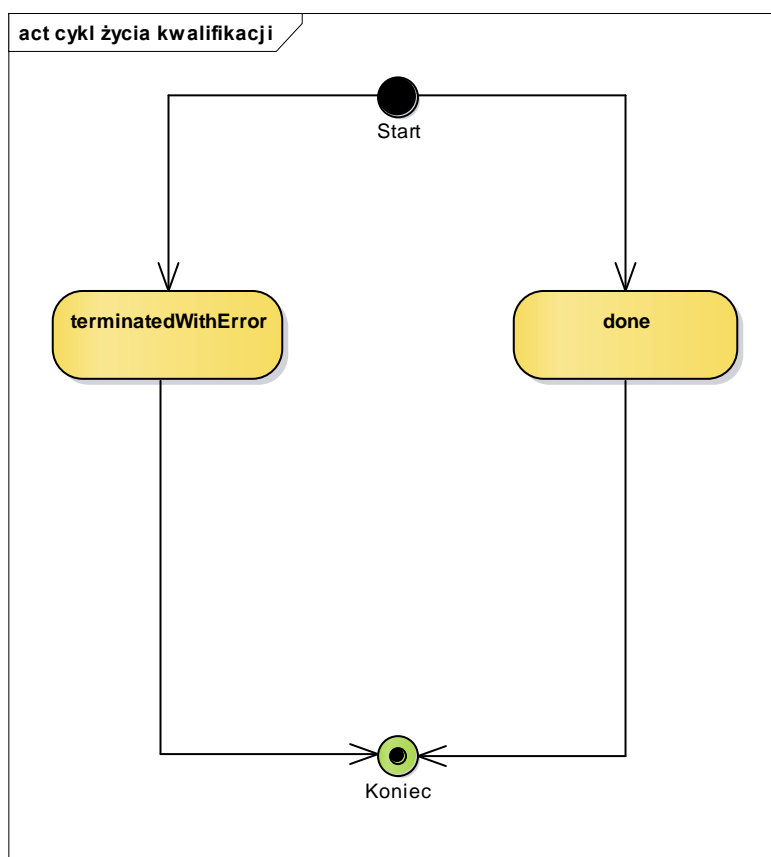 act cykl życia kwalifikacji
Start
terminatedWithError
done
Koniec